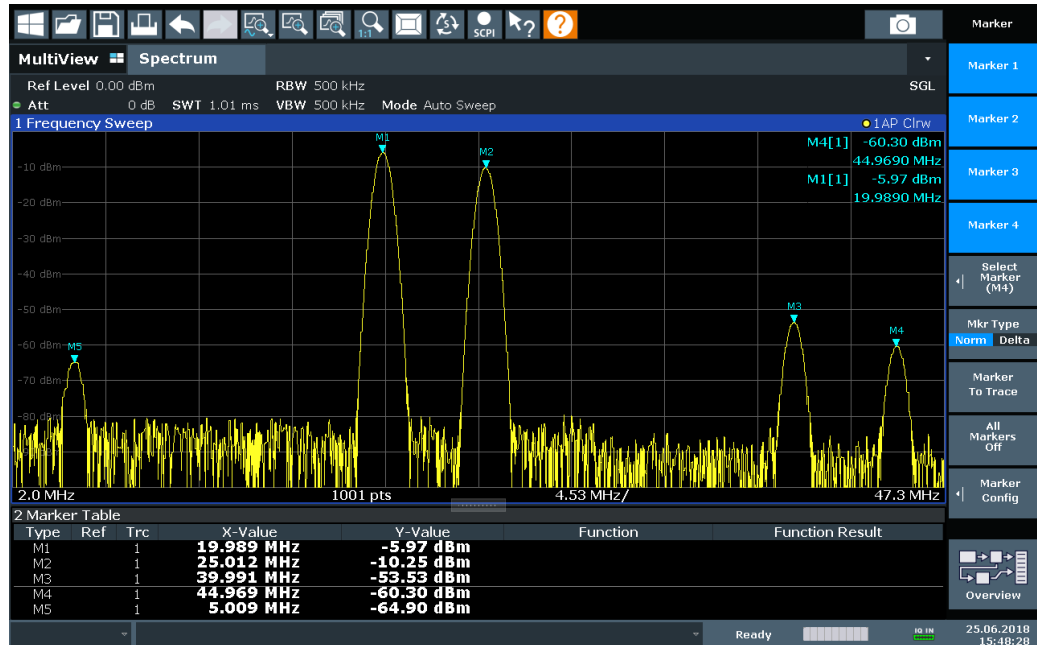 1:1
SCPI
?
?
Marker
MultiView Spectrum
Ref Level 0.00 dBm RBW 500 kHz SGL
Att 0 dB SWT 1.01 ms VBW 500 kHz Mode Auto Sweep
1 Frequency Sweep 1AP Clrw
M4[1] -60.30 dBm
44.9690 MHz
M1[1] -5.97 dBm
19.9890 MHz
M1
M2
M3
M4
M5
-10 dBm
-20 dBm
-30 dBm
-40 dBm
-50 dBm
-60 dBm
-70 dBm
-80 dBm
2.0 MHz 1001 pts 4.53 MHz/ 47.3 MHz
2 Marker Table
Type Ref Trc X-Value Y-Value Function Function Result
M1 1 19.989 MHz -5.97 dBm
M2 1 25.012 MHz -10.25 dBm
M3 1 39.991 MHz -53.53 dBm
M4 1 44.969 MHz -60.30 dBm
M5 1 5.009 MHz -64.90 dBm
Marker 1
Marker 2
Marker 3
Marker 4
Select
Marker
(M4)
Mkr Type
Norm Delta
Marker
To Trace
All
Markers
Off
Marker
Config
Overview
Ready
IQ IN
25.06.2018
15:48:28